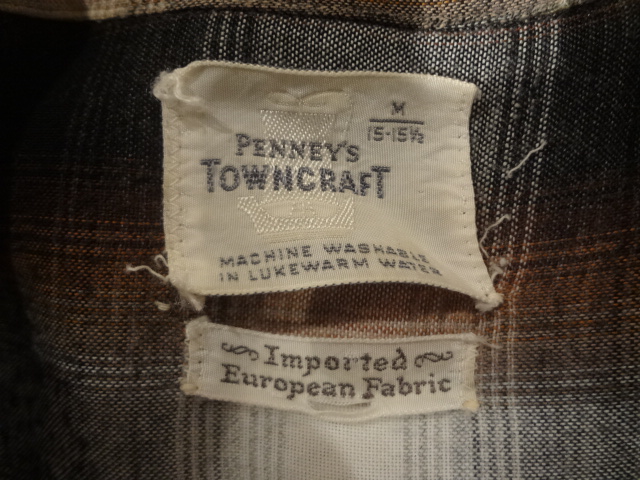 M
15-15½
PENNEY'S
TOWNCRAFT
MACHINE WASHABLE
IN LUKEWARM WATER
Imported
European Fabric